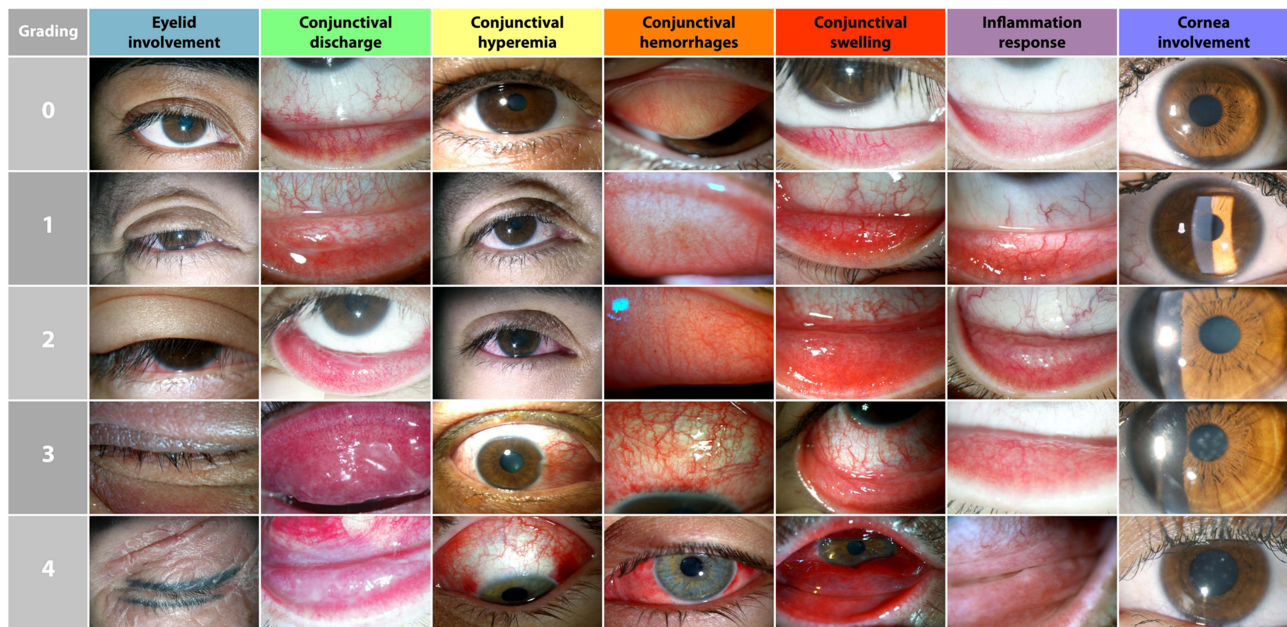 Grading
Eyelid
involvement
Conjunctival
discharge
Conjunctival
hyperemia
Conjunctival
hemorrhages
Conjunctival
swelling
Inflammation
response
Cornea
involvement
0
1
2
3
4